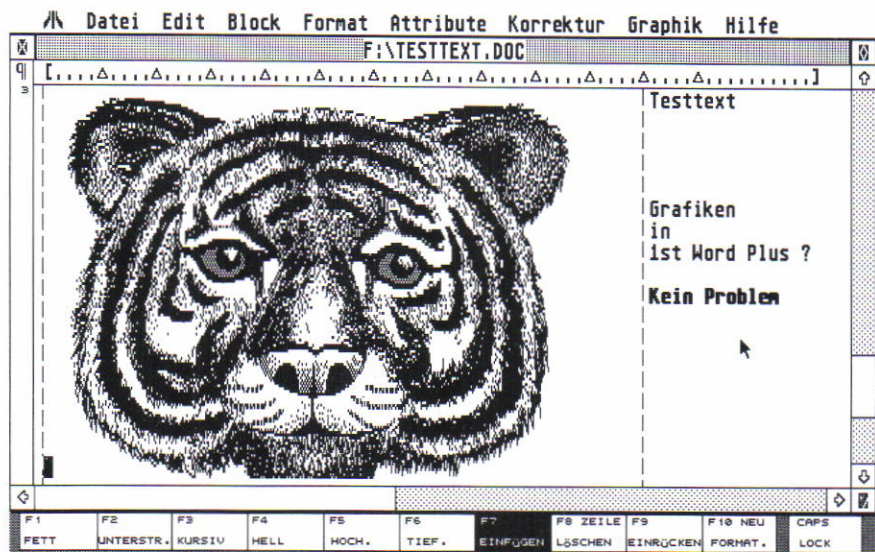 Datei Edit Block Format Attribute Korrektur Graphik Hilfe
F:\TESTTEXT.DOC
3
Testtext
Grafiken
in
1st Word Plus ?
Kein Problem
F1 F2 F3 F4 F5 F6 F7 F8 ZEILE F9 F10 NEU CAPS
FETT UNTERSTR. KURSIV HELL HOCH. TIEF. EINFÜGEN LÖSCHEN EINRÜCKEN FORMAT. LOCK